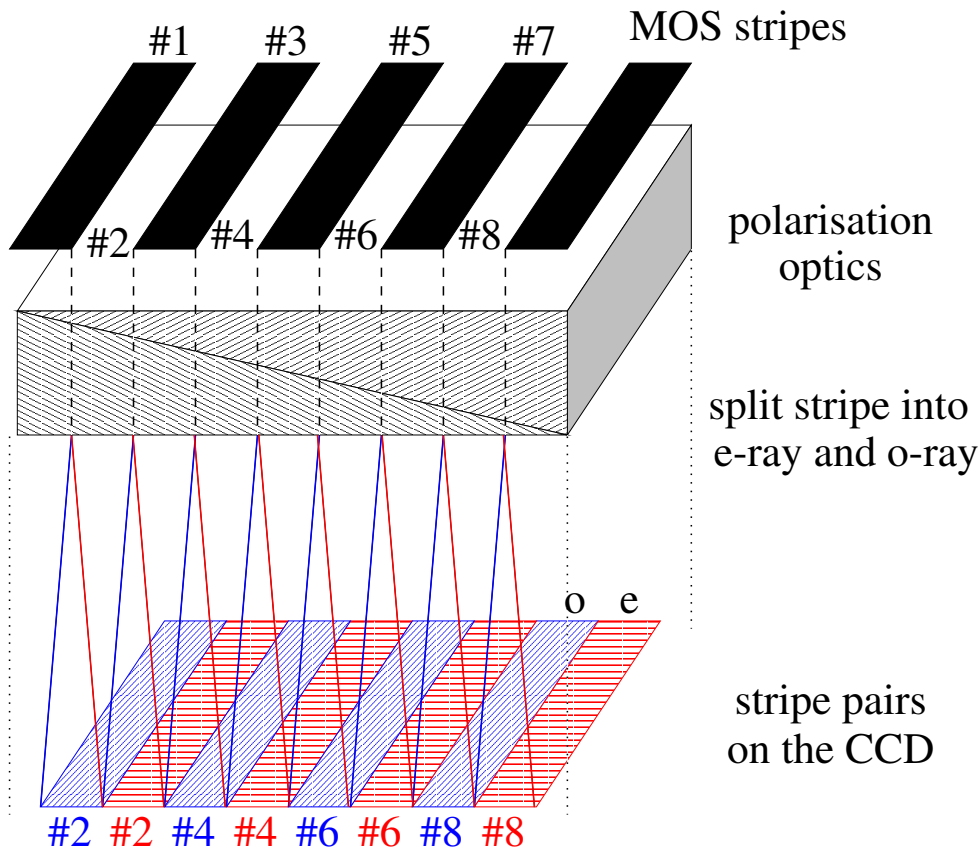 MOS stripes
#1 #3 #5 #7
#2 #4 #6 #8
polarisation
optics
split stripe into
e-ray and o-ray
o e
stripe pairs
on the CCD
#2 #2 #4 #4 #6 #6 #8 #8